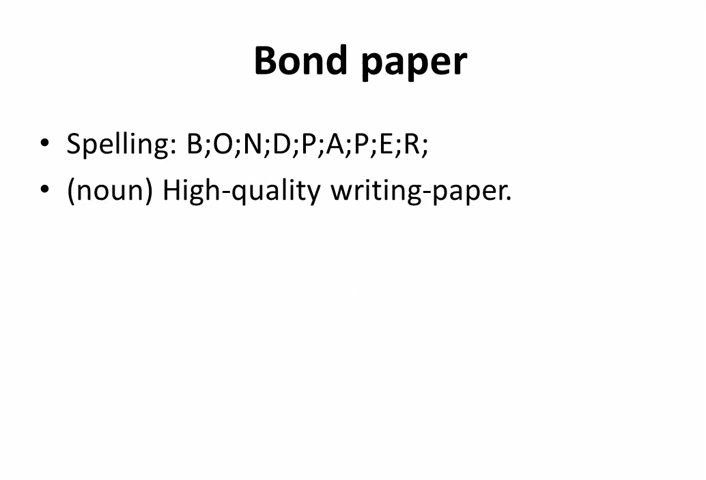 Bond paper
• Spelling: B;O;N;D;P;A;P;E;R;
• (noun) High-quality writing-paper.